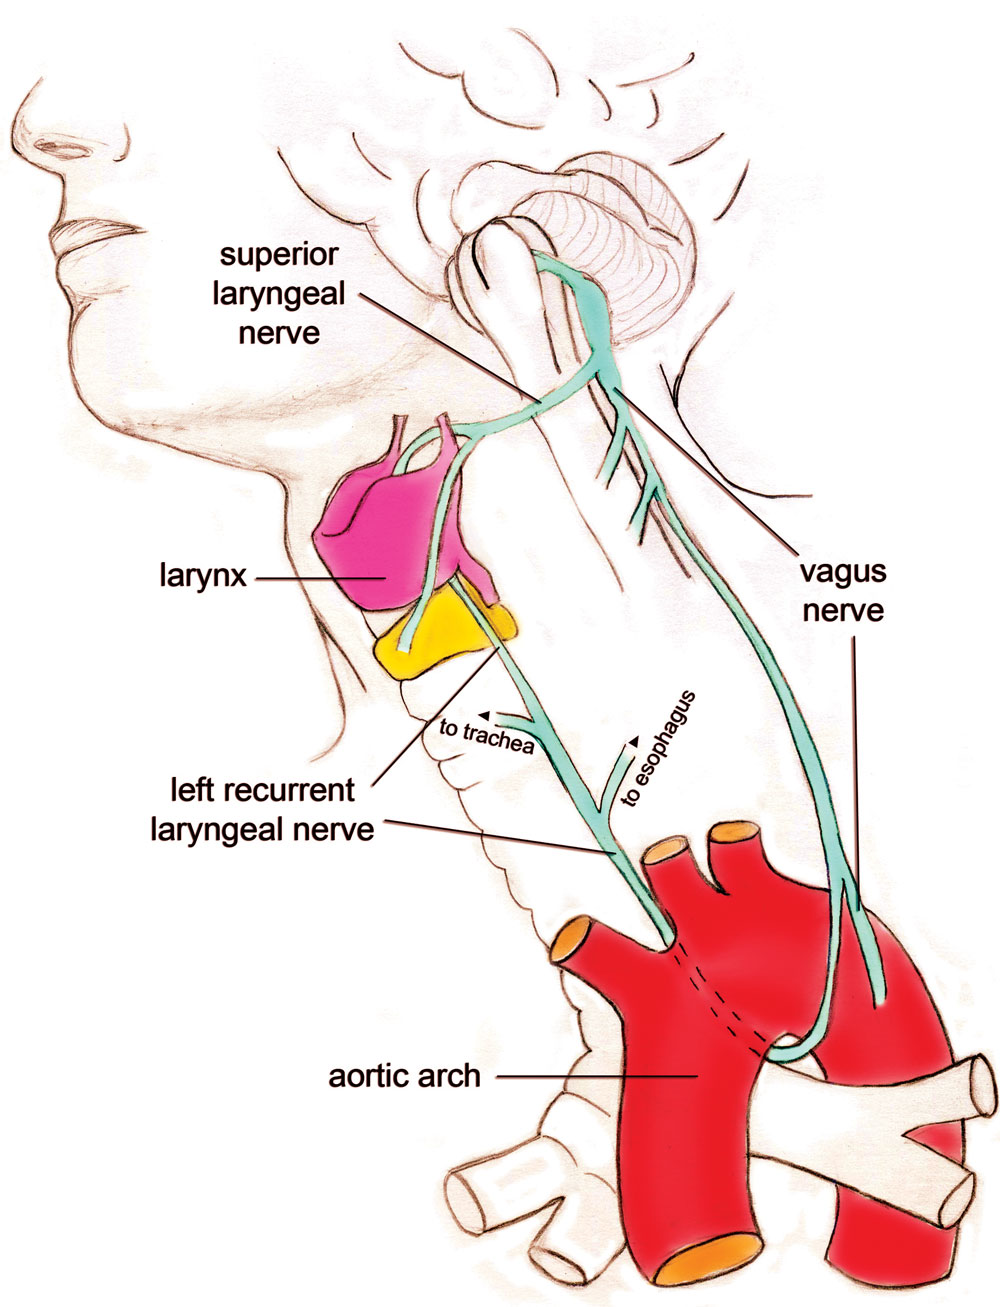 superior
laryngeal
nerve
larynx
vagus
nerve
to trachea
to esophagus
left recurrent
laryngeal nerve
aortic arch